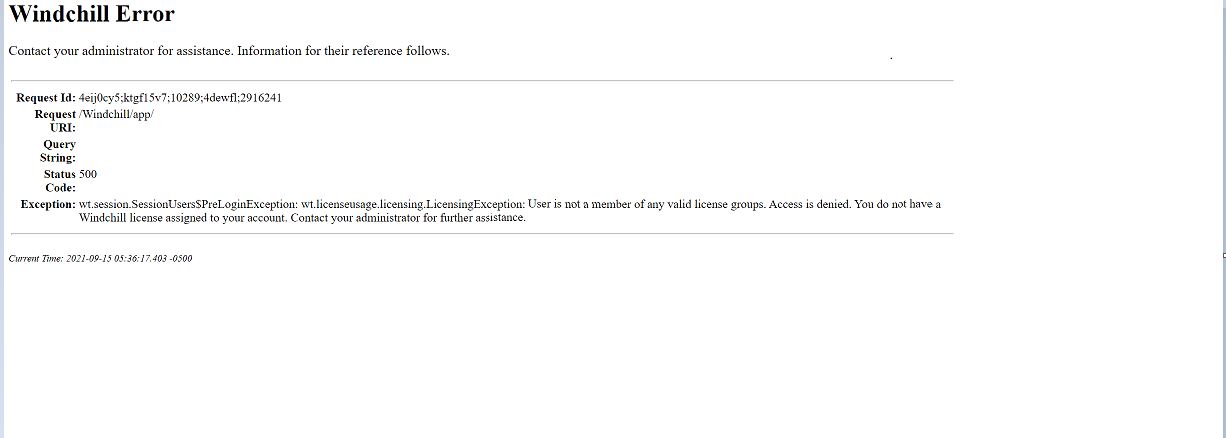 Windchill Error
Contact your administrator for assistance. Information for their reference follows.
Request Id: 4eij0cy5;ktgf15v7;10289;4dewfl;2916241
Request /Windchill/app/
URI:
Query
String:
Status 500
Code:
Exception: wt.session.SessionUsers$PreLoginException: wt.licenseusage.licensing.LicensingException: User is not a member of any valid license groups. Access is denied. You do not have a
Windchill license assigned to your account. Contact your administrator for further assistance.
Current Time: 2021-09-15 05:36:17.403 -0500